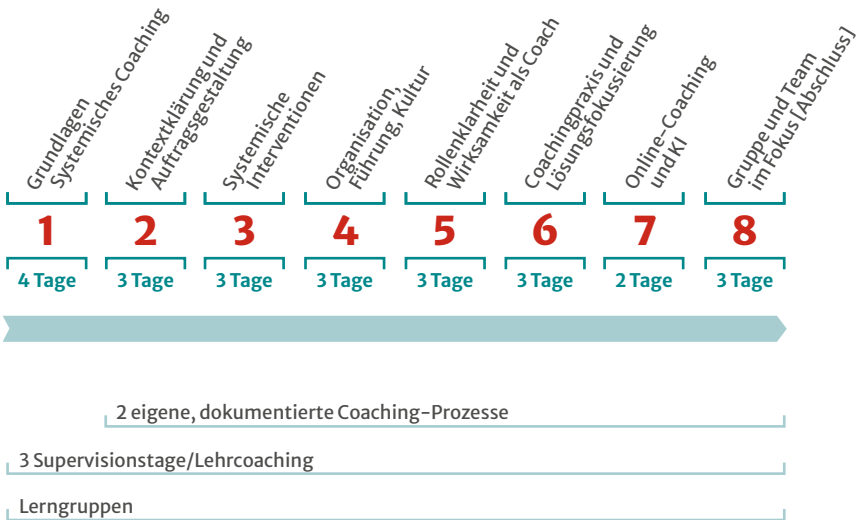 Grundlagen
Systemisches Coaching
Kontextklärung und
Auftragsgestaltung
Systemische
Interventionen
Organisation,
Führung, Kultur
Rollenklarheit und
Wirksamkeit als Coach
Coachingpraxis und
Lösungsfokussierung
Online-Coaching
und KI
Gruppe und Team
im Fokus [Abschluss]
1 2 3 4 5 6 7 8
4 Tage 3 Tage 3 Tage 3 Tage 3 Tage 3 Tage 2 Tage 3 Tage
2 eigene, dokumentierte Coaching-Prozesse
3 Supervisionstage/Lehrcoaching
Lerngruppen